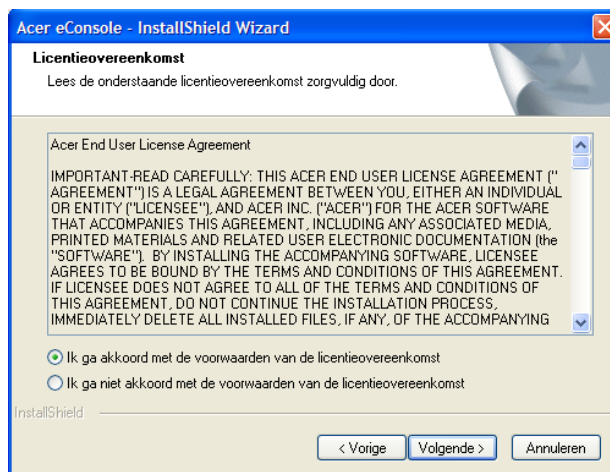 Acer eConsole - InstallShield Wizard
Licentieovereenkomst
Lees de onderstaande licentieovereenkomst zorgvuldig door.
Acer End User License Agreement
IMPORTANT-READ CAREFULLY: THIS ACER END USER LICENSE AGREEMENT ("
AGREEMENT") IS A LEGAL AGREEMENT BETWEEN YOU, EITHER AN INDIVIDUAL
OR ENTITY ("LICENSEE"), AND ACER INC. ("ACER") FOR THE ACER SOFTWARE
THAT ACCOMPANIES THIS AGREEMENT, INCLUDING ANY ASSOCIATED MEDIA,
PRINTED MATERIALS AND RELATED USER ELECTRONIC DOCUMENTATION (the
"SOFTWARE"). BY INSTALLING THE ACCOMPANYING SOFTWARE, LICENSEE
AGREES TO BE BOUND BY THE TERMS AND CONDITIONS OF THIS AGREEMENT.
IF LICENSEE DOES NOT AGREE TO ALL OF THE TERMS AND CONDITIONS OF
THIS AGREEMENT, DO NOT CONTINUE THE INSTALLATION PROCESS,
IMMEDIATELY DELETE ALL INSTALLED FILES, IF ANY, OF THE ACCOMPANYING
Ik ga akkoord met de voorwaarden van de licentieovereenkomst
Ik ga niet akkoord met de voorwaarden van de licentieovereenkomst
InstallShield
< Vorige Volgende > Annuleren